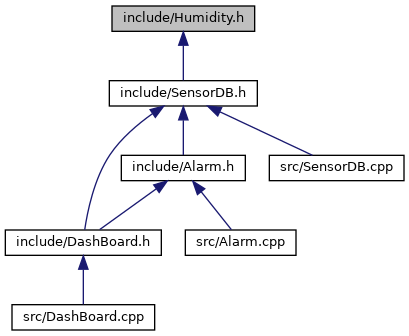 include/Humidity.h
include/SensorDB.h
include/Alarm.h
src/SensorDB.cpp
include/DashBoard.h
src/Alarm.cpp
src/DashBoard.cpp